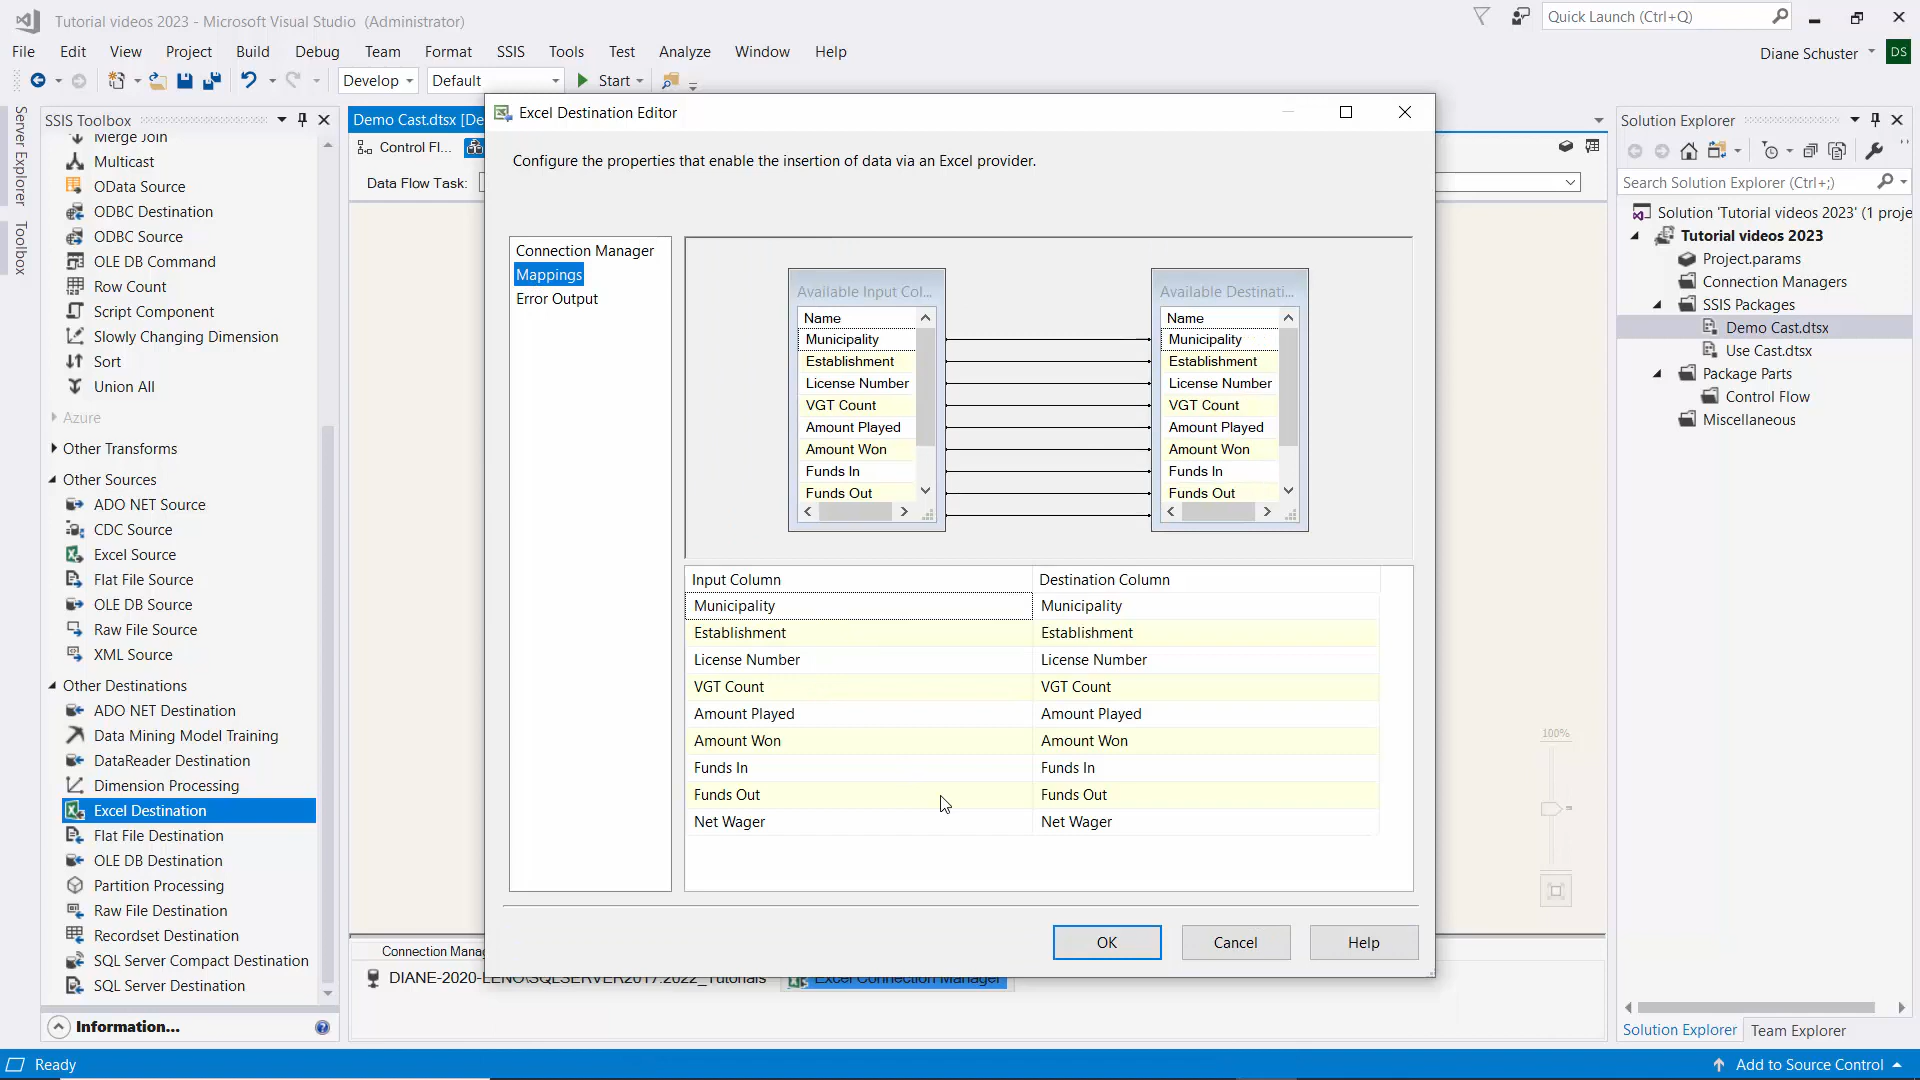 Tutorial videos 2023 - Microsoft Visual Studio (Administrator)
Quick Launch (Ctrl+Q)
File Edit View Project Build Debug Team Format SSIS Tools Test Analyze Window Help
Diane Schuster DS
Develop Default Start
Server Explorer
Toolbox
SSIS Toolbox
Merge Join
Multicast
OData Source
ODBC Destination
ODBC Source
OLE DB Command
Row Count
Script Component
Slowly Changing Dimension
Sort
Union All
Azure
Other Transforms
Other Sources
ADO NET Source
CDC Source
Excel Source
Flat File Source
OLE DB Source
Raw File Source
XML Source
Other Destinations
ADO NET Destination
Data Mining Model Training
DataReader Destination
Dimension Processing
Excel Destination
Flat File Destination
OLE DB Destination
Partition Processing
Raw File Destination
Recordset Destination
SQL Server Compact Destination
SQL Server Destination
Information...
Demo Cast.dtsx [De
Control Fl...
Data Flow Task:
Excel Destination Editor
Configure the properties that enable the insertion of data via an Excel provider.
Connection Manager
Mappings
Error Output
Available Input Col...
Name
Municipality
Establishment
License Number
VGT Count
Amount Played
Amount Won
Funds In
Funds Out
Available Destinati...
Name
Municipality
Establishment
License Number
VGT Count
Amount Played
Amount Won
Funds In
Funds Out
Input Column Destination Column
Municipality Municipality
Establishment Establishment
License Number License Number
VGT Count VGT Count
Amount Played Amount Played
Amount Won Amount Won
Funds In Funds In
Funds Out Funds Out
Net Wager Net Wager
OK Cancel Help
100%
Connection Manag
DIANE-2020-LENO\SQLSERVER2017.2022_Tutorials Excel Connection Manager
Solution Explorer
Search Solution Explorer (Ctrl+;)
Solution 'Tutorial videos 2023' (1 proje
Tutorial videos 2023
Project.params
Connection Managers
SSIS Packages
Demo Cast.dtsx
Use Cast.dtsx
Package Parts
Control Flow
Miscellaneous
Solution Explorer Team Explorer
Ready
Add to Source Control